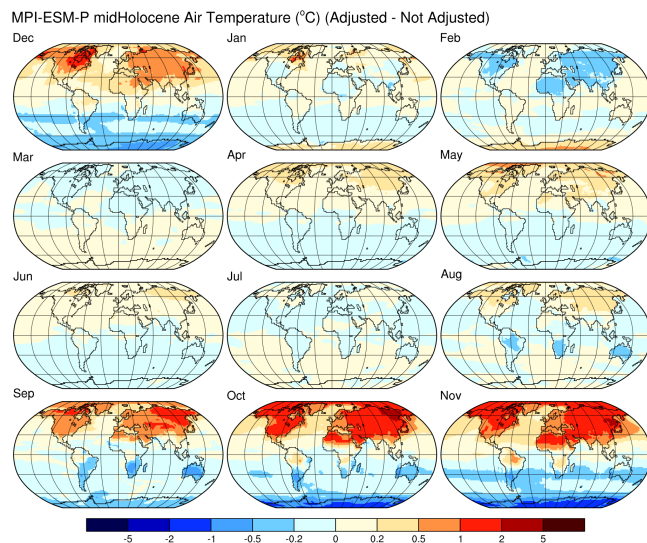 MPI-ESM-P midHolocene Air Temperature (°C) (Adjusted - Not Adjusted)
Dec Jan Feb
Mar Apr May
Jun Jul Aug
Sep Oct Nov
-5 -2 -1 -0.5 -0.2 0 0.2 0.5 1 2 5